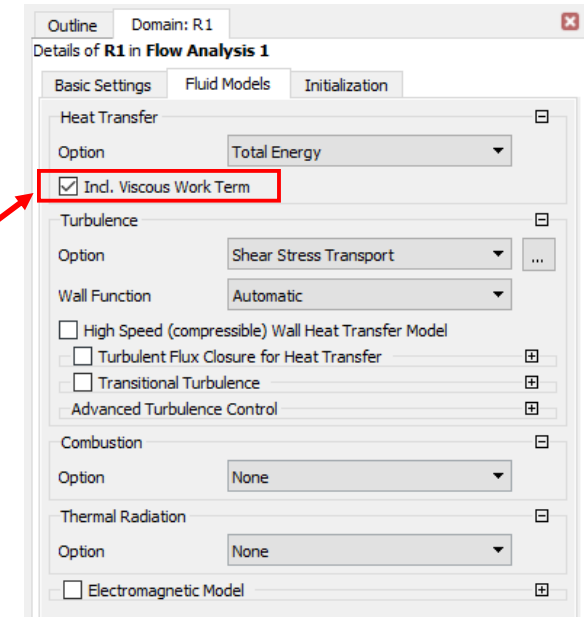 Outline Domain: R1
Details of R1 in Flow Analysis 1
Basic Settings Fluid Models Initialization
Heat Transfer
Option Total Energy
Incl. Viscous Work Term
Turbulence
Option Shear Stress Transport ...
Wall Function Automatic
High Speed (compressible) Wall Heat Transfer Model
Turbulent Flux Closure for Heat Transfer
Transitional Turbulence
Advanced Turbulence Control
Combustion
Option None
Thermal Radiation
Option None
Electromagnetic Model